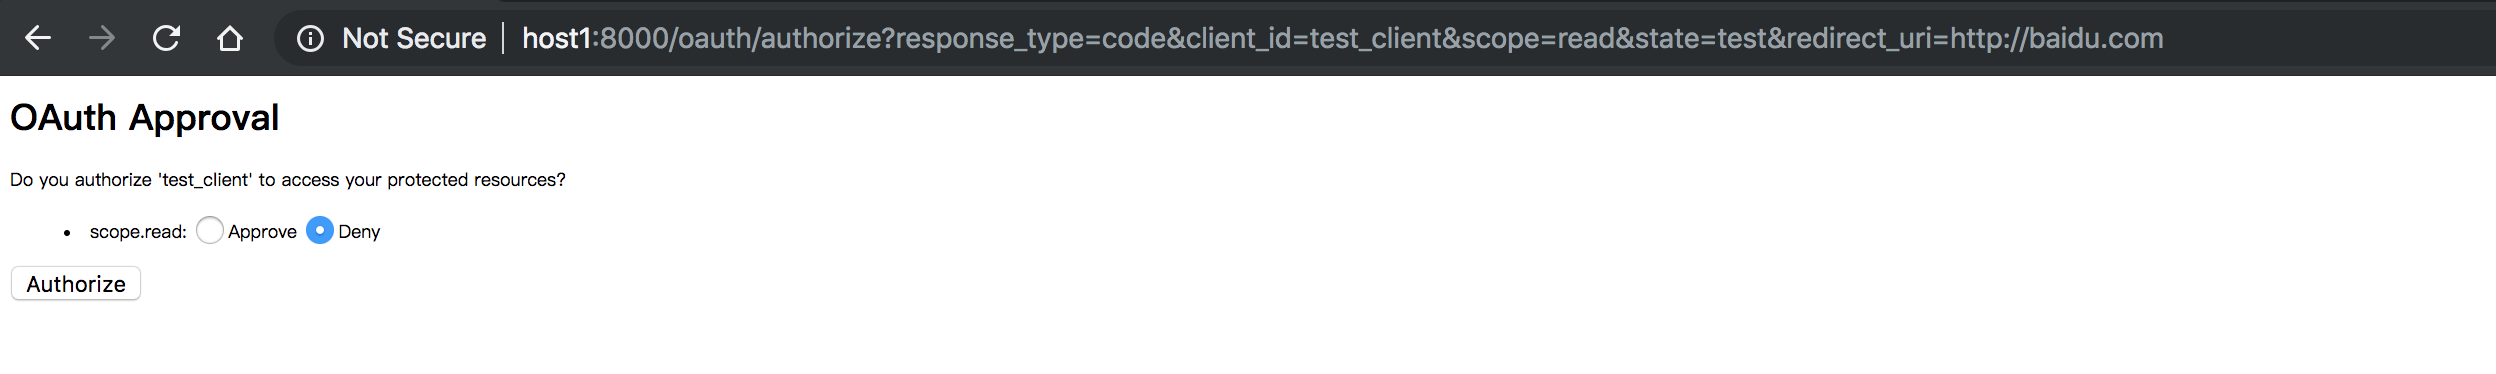 Not Secure host1:8000/oauth/authorize?response_type=code&client_id=test_client&scope=read&state=test&redirect_uri=http://baidu.com
OAuth Approval
Do you authorize 'test_client' to access your protected resources?
• scope.read: Approve Deny
Authorize